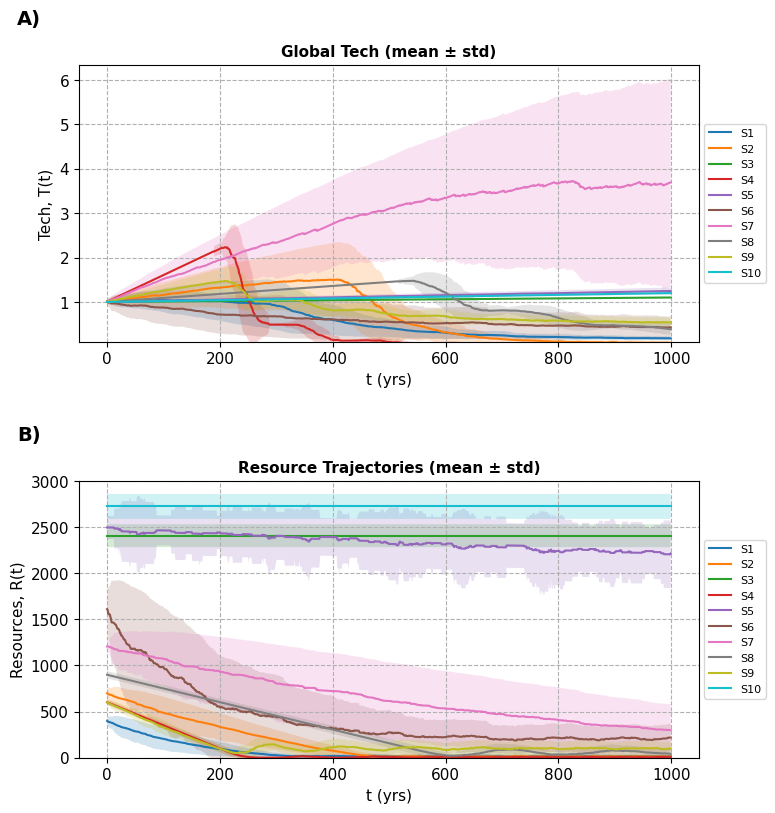 A)
Global Tech (mean ± std)
Tech, T(t)
6
5
4
3
2
1
0 200 400 600 800 1000
t (yrs)
S1
S2
S3
S4
S5
S6
S7
S8
S9
S10
B)
Resource Trajectories (mean ± std)
Resources, R(t)
3000
2500
2000
1500
1000
500
0
0 200 400 600 800 1000
t (yrs)
S1
S2
S3
S4
S5
S6
S7
S8
S9
S10